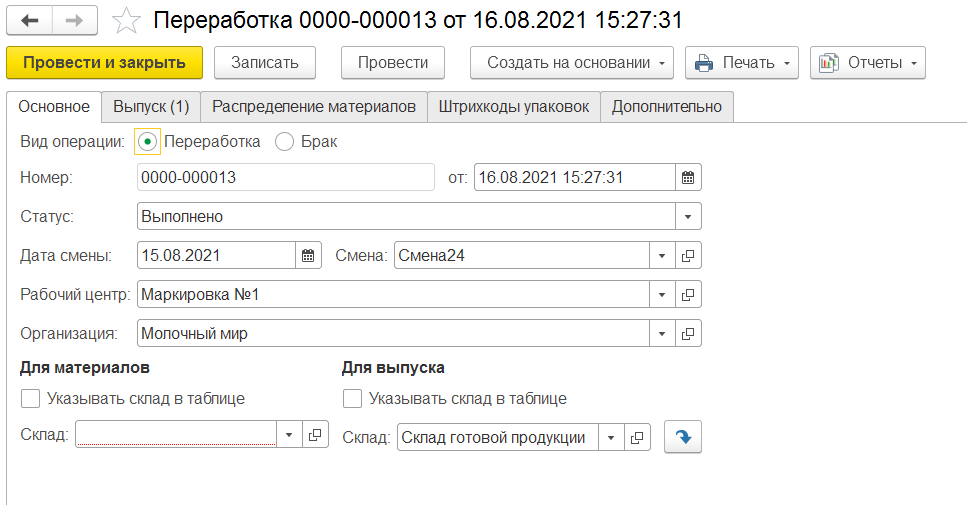 Переработка 0000-000013 от 16.08.2021 15:27:31
Провести и закрыть Записать Провести Создать на основании Печать Отчеты
Основное Выпуск (1) Распределение материалов Штрихкоды упаковок Дополнительно
Вид операции: Переработка Брак
Номер: 0000-000013 от: 16.08.2021 15:27:31
Статус: Выполнено
Дата смены: 15.08.2021 Смена: Смена24
Рабочий центр: Маркировка №1
Организация: Молочный мир
Для материалов Для выпуска
Указывать склад в таблице Указывать склад в таблице
Склад: Склад: Склад готовой продукции